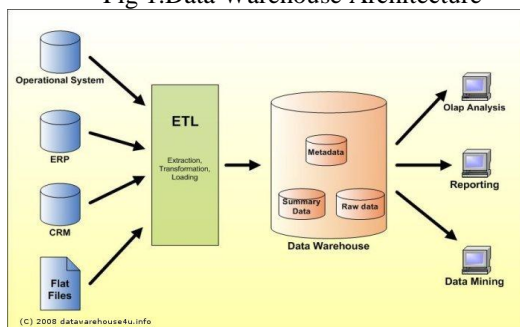 Fig 1.Data Warehouse Architecture
Operational System
ERP
CRM
Flat
Files
ETL
Extraction,
Transformation,
Loading
Metadata
Summary
Data
Raw data
Data Warehouse
Olap Analysis
Reporting
Data Mining
(C) 2008 datawarehouse4u.info